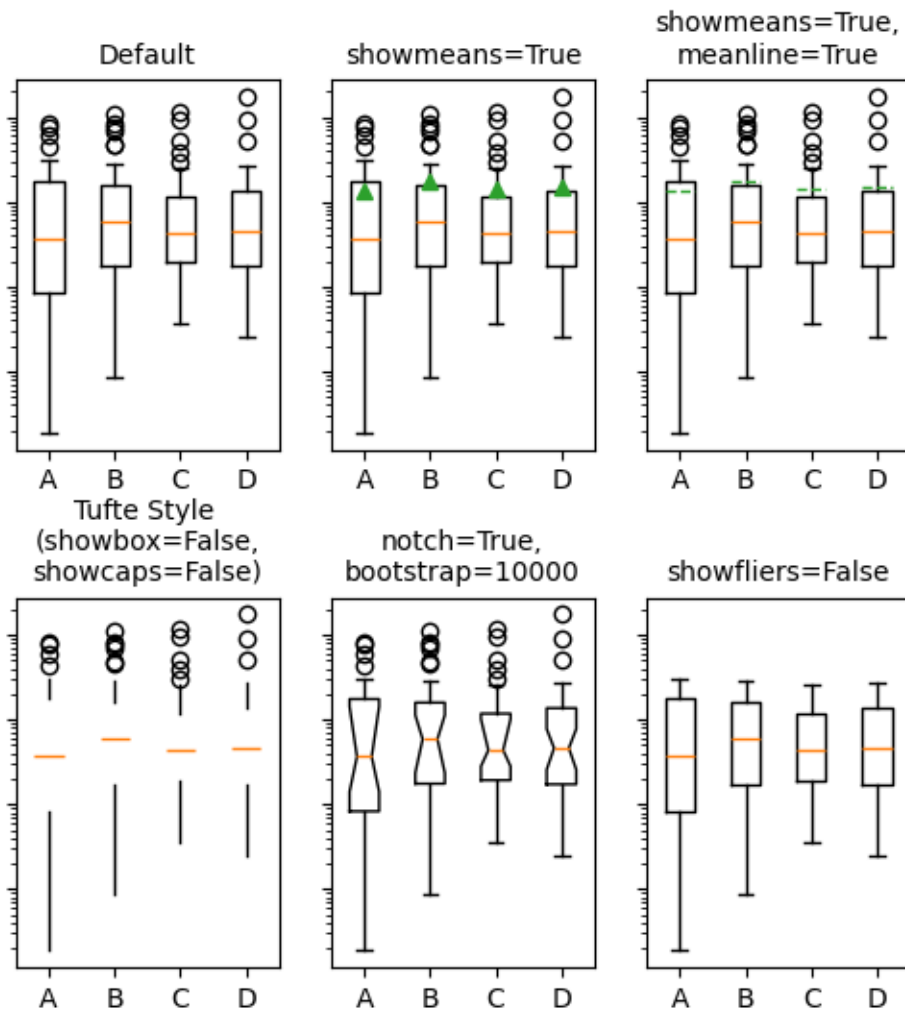 Default
showmeans=True
showmeans=True,
meanline=True
A B C D
A B C D
A B C D
Tufte Style
(showbox=False,
showcaps=False)
notch=True,
bootstrap=10000
showfliers=False
A B C D
A B C D
A B C D